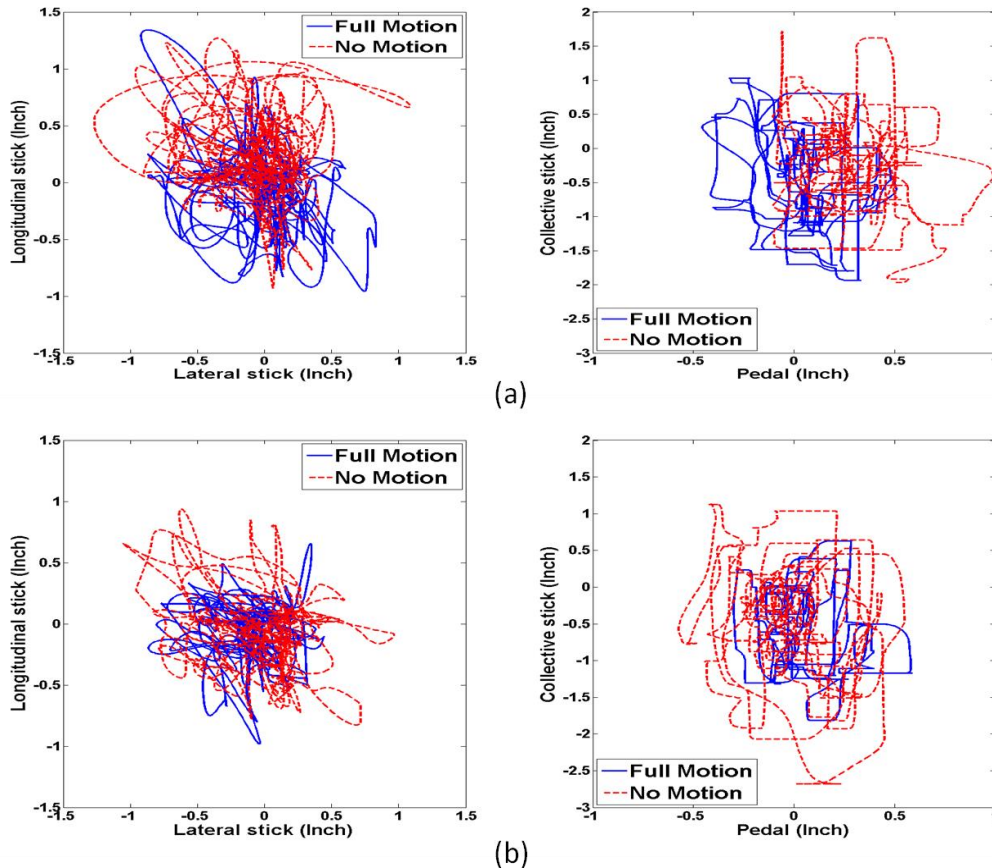 1.5
1
0.5
0
-0.5
-1
-1.5
Longitudinal stick (Inch)
-1.5 -1 -0.5 0 0.5 1 1.5
Lateral stick (Inch)
Full Motion
No Motion
2
1.5
1
0.5
0
-0.5
-1
-1.5
-2
-2.5
-3
Collective stick (Inch)
-1 -0.5 0 0.5 1
Pedal (Inch)
Full Motion
No Motion
(a)
1.5
1
0.5
0
-0.5
-1
-1.5
Longitudinal stick (Inch)
-1.5 -1 -0.5 0 0.5 1 1.5
Lateral stick (Inch)
Full Motion
No Motion
2
1.5
1
0.5
0
-0.5
-1
-1.5
-2
-2.5
-3
Collective stick (Inch)
-1 -0.5 0 0.5 1
Pedal (Inch)
Full Motion
No Motion
(b)